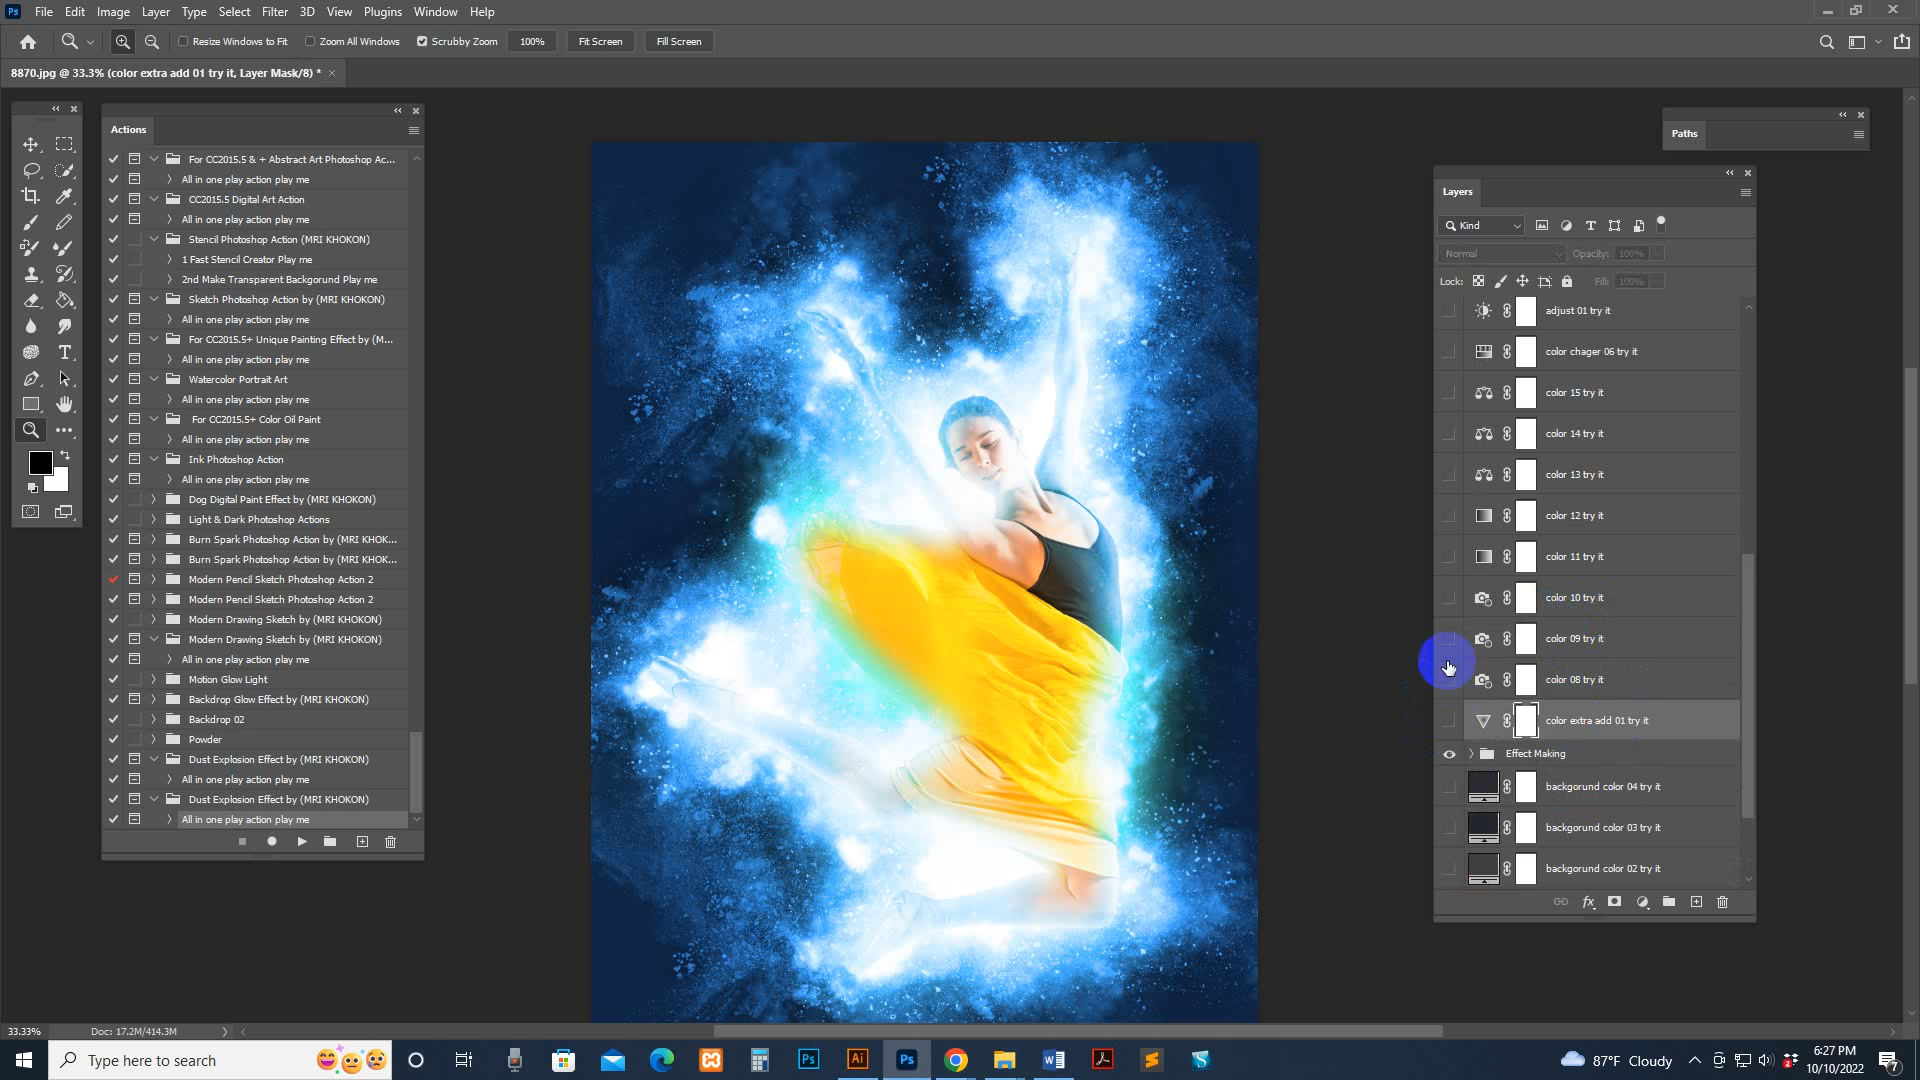 Ps File Edit Image Layer Type Select Filter 3D View Plugins Window Help
Resize Windows to Fit Zoom All Windows Scrubby Zoom 100% Fit Screen Fill Screen
8870.jpg @ 33.3% (color extra add 01 try it, Layer Mask/8) *
Actions
For CC2015.5 & + Abstract Art Photoshop Ac...
All in one play action play me
CC2015.5 Digital Art Action
All in one play action play me
Stencil Photoshop Action (MRI KHOKON)
1 Fast Stencil Creator Play me
2nd Make Transparent Background Play me
Sketch Photoshop Action by (MRI KHOKON)
All in one play action play me
For CC2015.5+ Unique Painting Effect by (M...
All in one play action play me
Watercolor Portrait Art
All in one play action play me
For CC2015.5+ Color Oil Paint
All in one play action play me
Ink Photoshop Action
All in one play action play me
Dog Digital Paint Effect by (MRI KHOKON)
Light & Dark Photoshop Actions
Burn Spark Photoshop Action by (MRI KHOK...
Burn Spark Photoshop Action by (MRI KHOK...
Modern Pencil Sketch Photoshop Action 2
Modern Pencil Sketch Photoshop Action 2
Modern Drawing Sketch by (MRI KHOKON)
Modern Drawing Sketch by (MRI KHOKON)
All in one play action play me
Motion Glow Light
Backdrop Glow Effect by (MRI KHOKON)
Backdrop 02
Powder
Dust Explosion Effect by (MRI KHOKON)
All in one play action play me
Dust Explosion Effect by (MRI KHOKON)
All in one play action play me
Paths
Layers
Kind
Normal Opacity: 100%
Lock: Fill: 100%
adjust 01 try it
color chager 06 try it
color 15 try it
color 14 try it
color 13 try it
color 12 try it
color 11 try it
color 10 try it
color 09 try it
color 08 try it
color extra add 01 try it
Effect Making
backgorund color 04 try it
backgorund color 03 try it
backgorund color 02 try it
fx
33.33% Doc: 17.2M/414.3M
Type here to search
Ps Ai Ps
87°F Cloudy
6:27 PM
10/10/2022
7